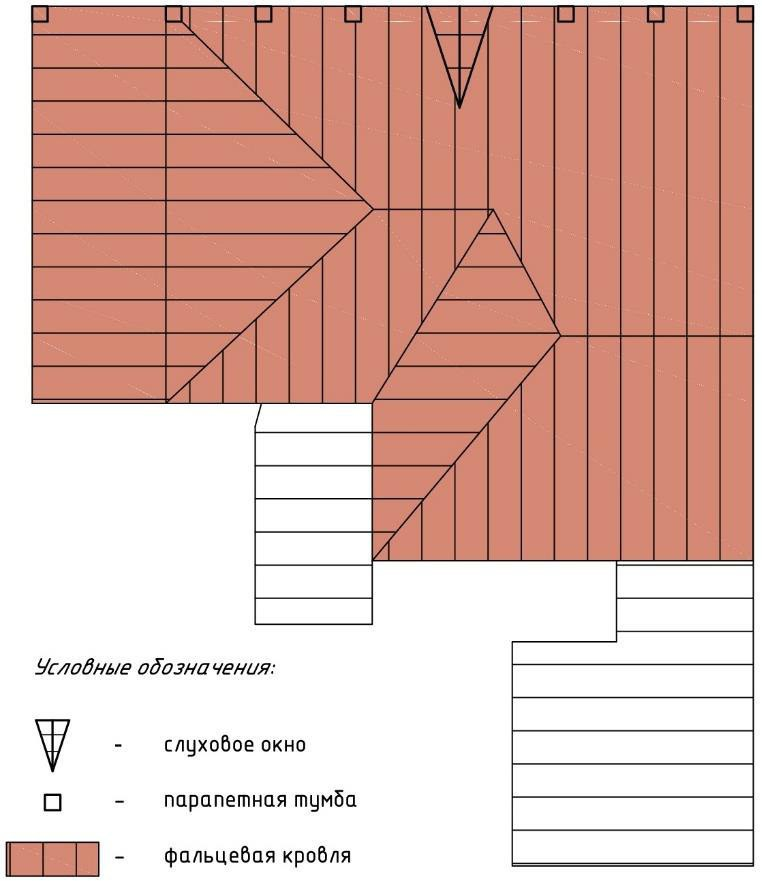 Условные обозначения:
- слуховое окно
- парапетная тумба
- фальцевая кровля